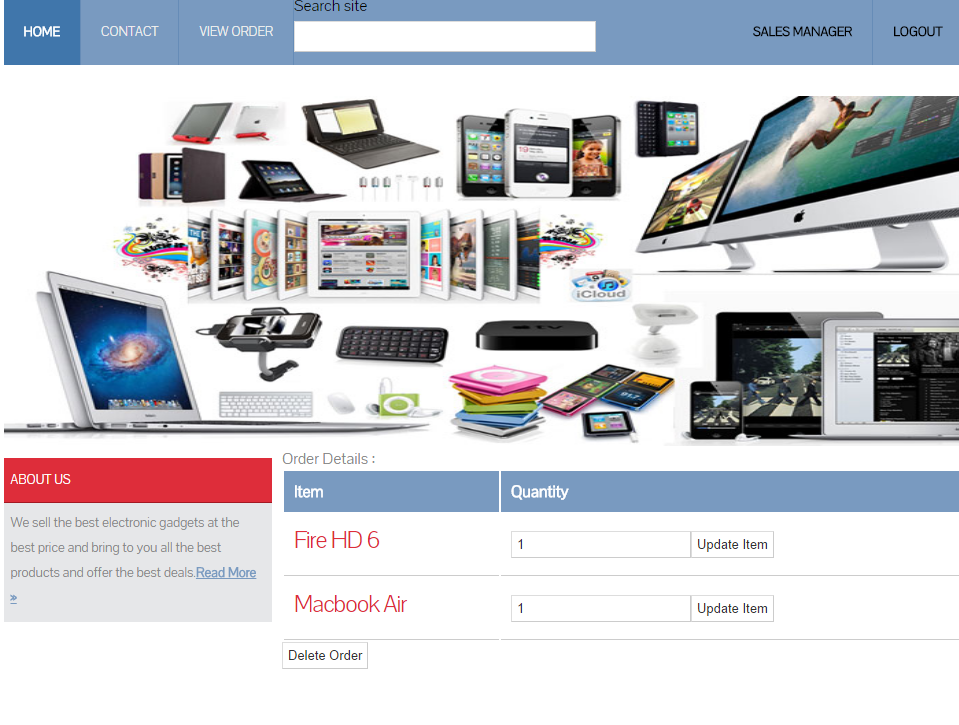 Search site
HOME
CONTACT
VIEW ORDER
SALES MANAGER
LOGOUT
iCloud
tv
Order Details :
ABOUT US
We sell the best electronic gadgets at the
best price and bring to you all the best
products and offer the best deals.Read More
»
Item
Quantity
Fire HD 6
1
Update Item
Macbook Air
1
Update Item
Delete Order